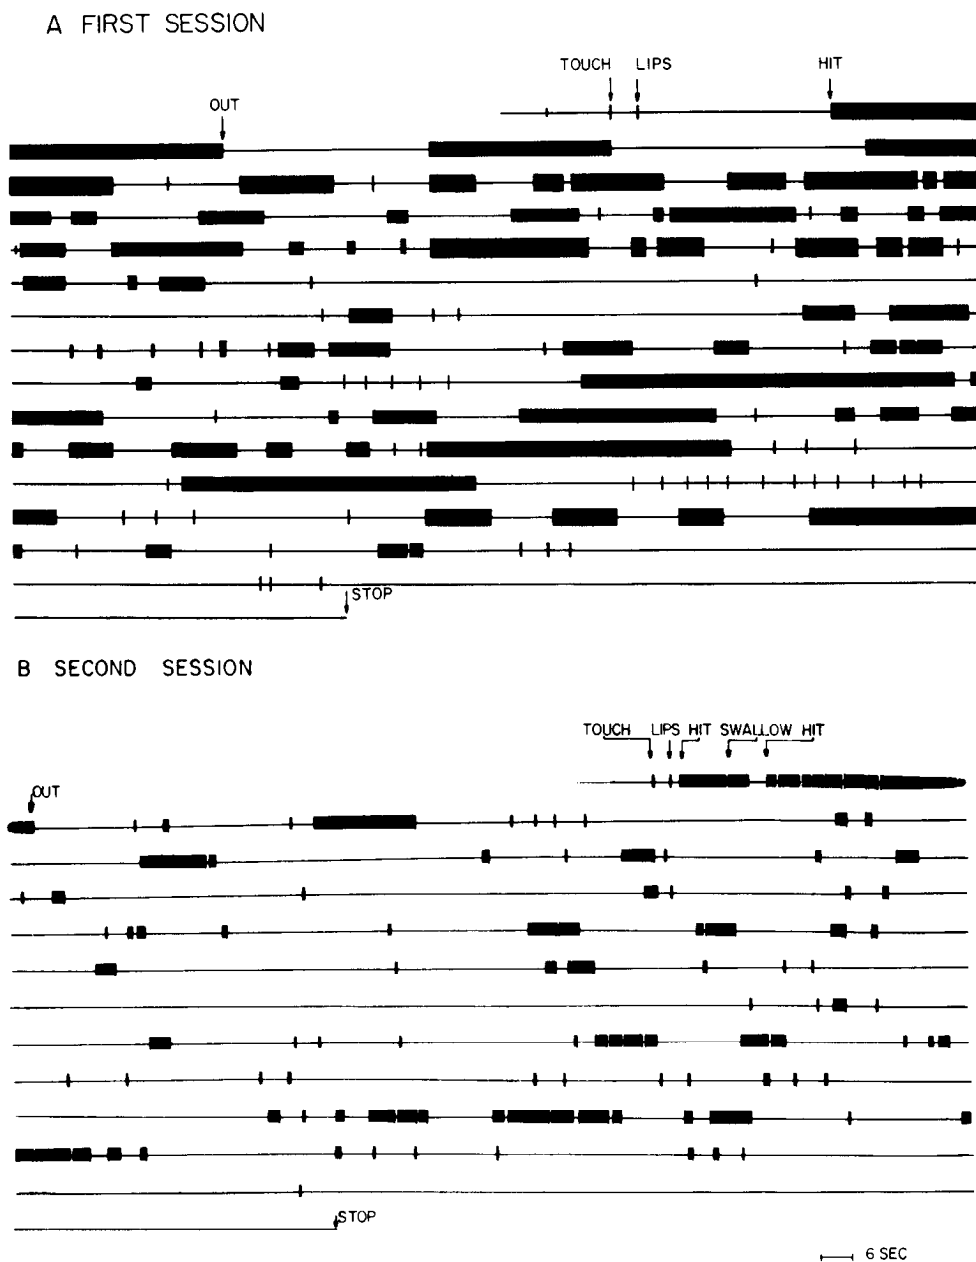 A FIRST SESSION
TOUCH LIPS HIT
OUT
STOP
B SECOND SESSION
TOUCH LIPS HIT SWALLOW HIT
OUT
STOP
6 SEC